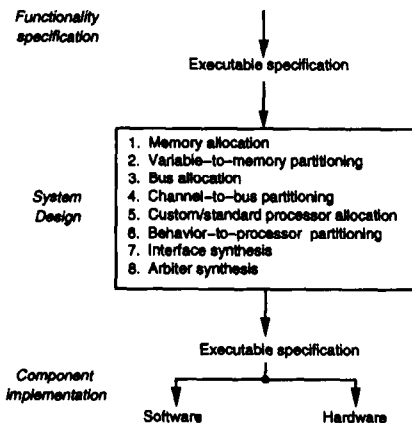 Functionality
specification
Executable specification
System
Design
1. Memory allocation
2. Variable-to-memory partitioning
3. Bus allocation
4. Channel-to-bus partitioning
5. Custom/standard processor allocation
6. Behavior-to-processor partitioning
7. Interface synthesis
8. Arbiter synthesis
Executable specification
Component
implementation
Software Hardware